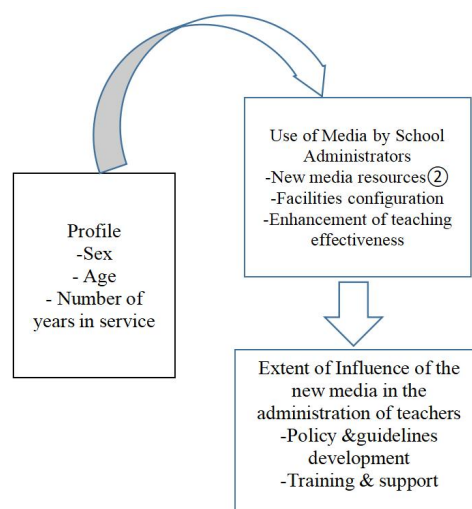 Profile
-Sex
-Age
- Number of
years in service
Use of Media by School
Administrators
-New media resources②
-Facilities configuration
-Enhancement of teaching
effectiveness
Extent of Influence of the
new media in the
administration of teachers
-Policy &guidelines
development
-Training & support